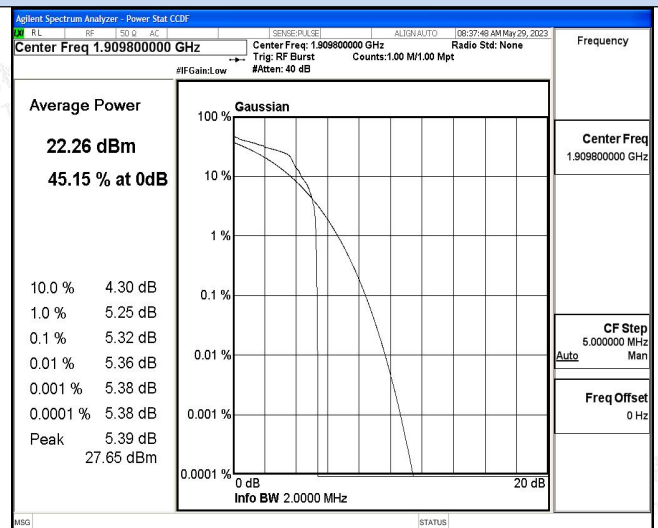 Agilent Spectrum Analyzer - Power Stat CCDF
RL RF 50 Ω AC SENSE:PULSE ALIGN AUTO 08:37:48 AM May 29, 2023
Center Freq 1.909800000 GHz
Center Freq: 1.909800000 GHz Radio Std: None
Trig: RF Burst Counts:1.00 M/1.00 Mpt
#IFGain:Low #Atten: 40 dB
Frequency
Average Power
22.26 dBm
45.15 % at 0dB
10.0 % 4.30 dB
1.0 % 5.25 dB
0.1 % 5.32 dB
0.01 % 5.36 dB
0.001 % 5.38 dB
0.0001 % 5.38 dB
Peak 5.39 dB
27.65 dBm
Gaussian
100 %
10 %
1 %
0.1 %
0.01 %
0.001 %
0.0001 %
0 dB 20 dB
Info BW 2.0000 MHz
Center Freq
1.909800000 GHz
CF Step
5.000000 MHz
Auto Man
Freq Offset
0 Hz
MSG STATUS